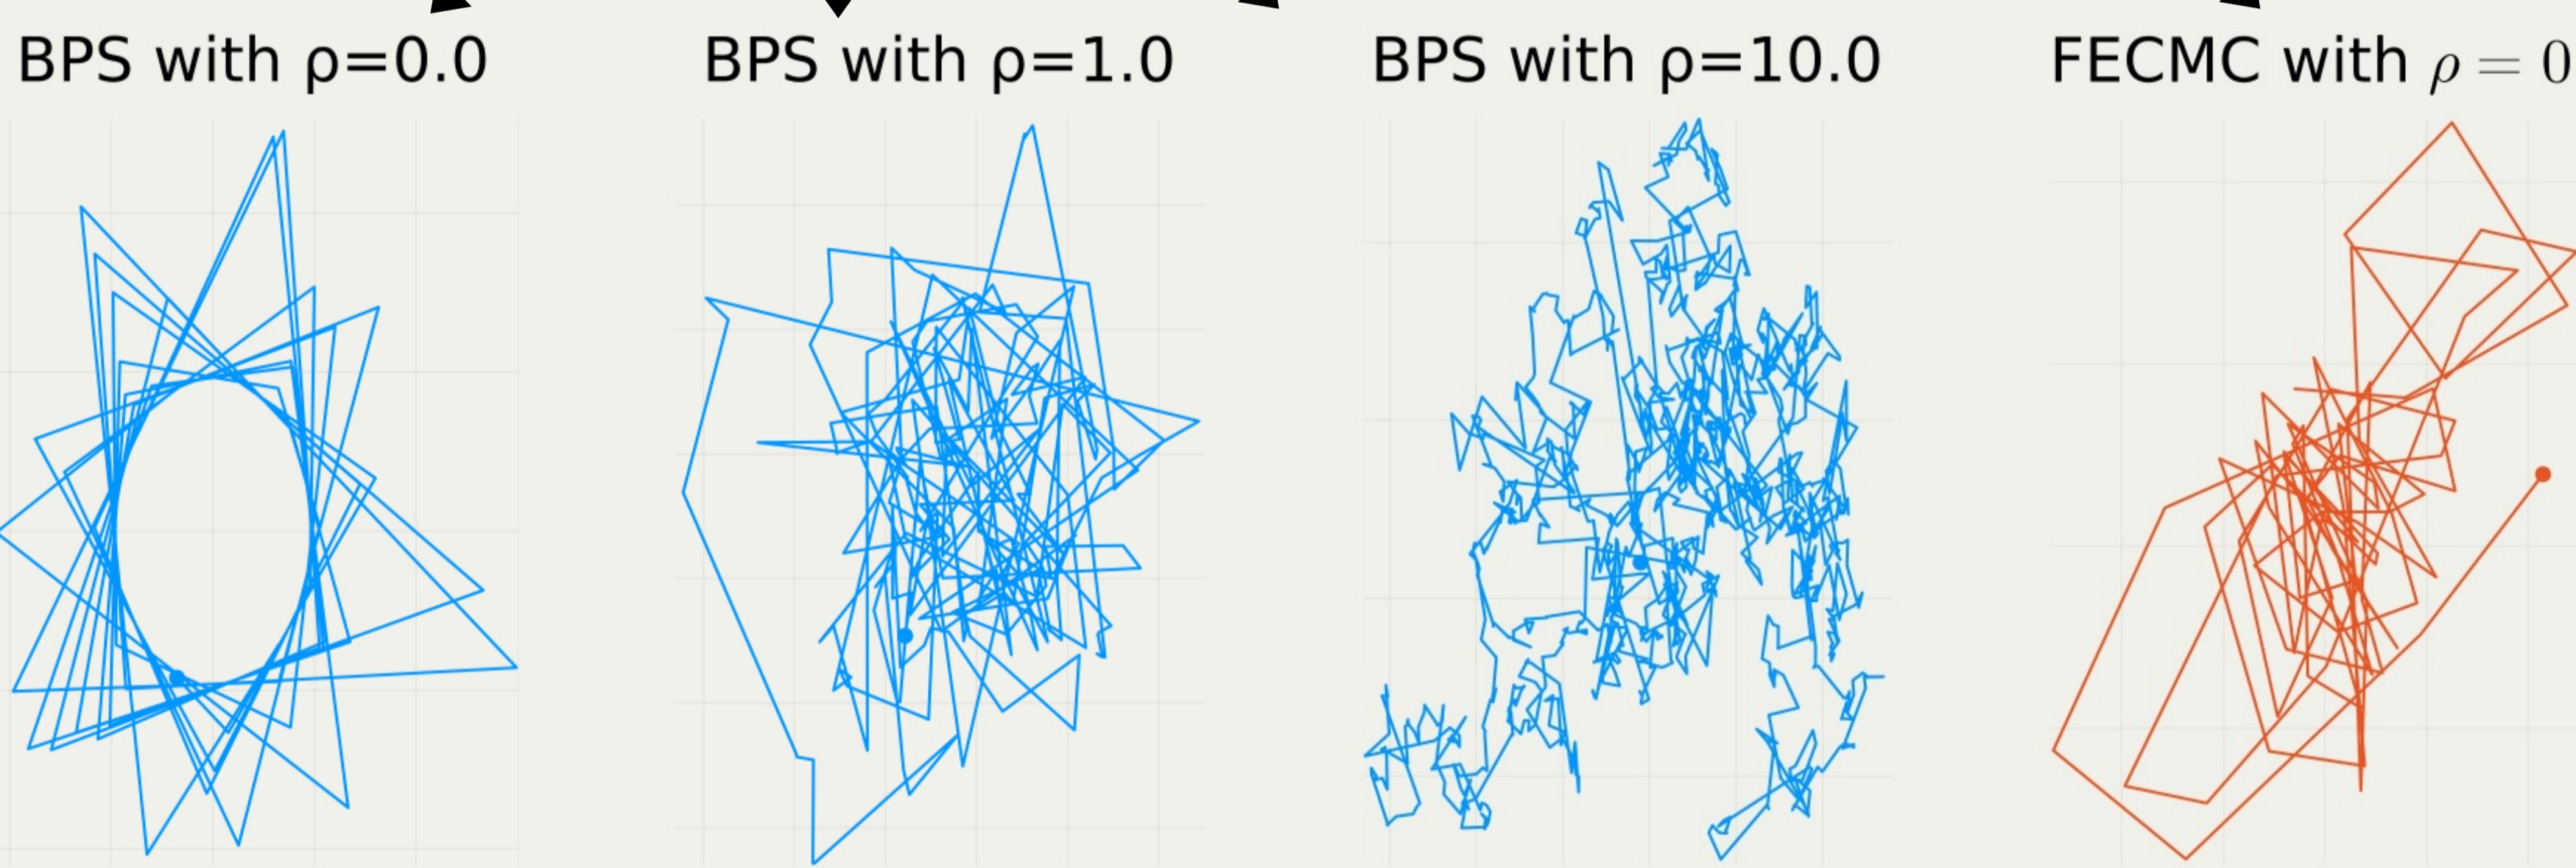 BPS with ρ=0.0
BPS with ρ=1.0
BPS with ρ=10.0
FECMC with ρ = 0